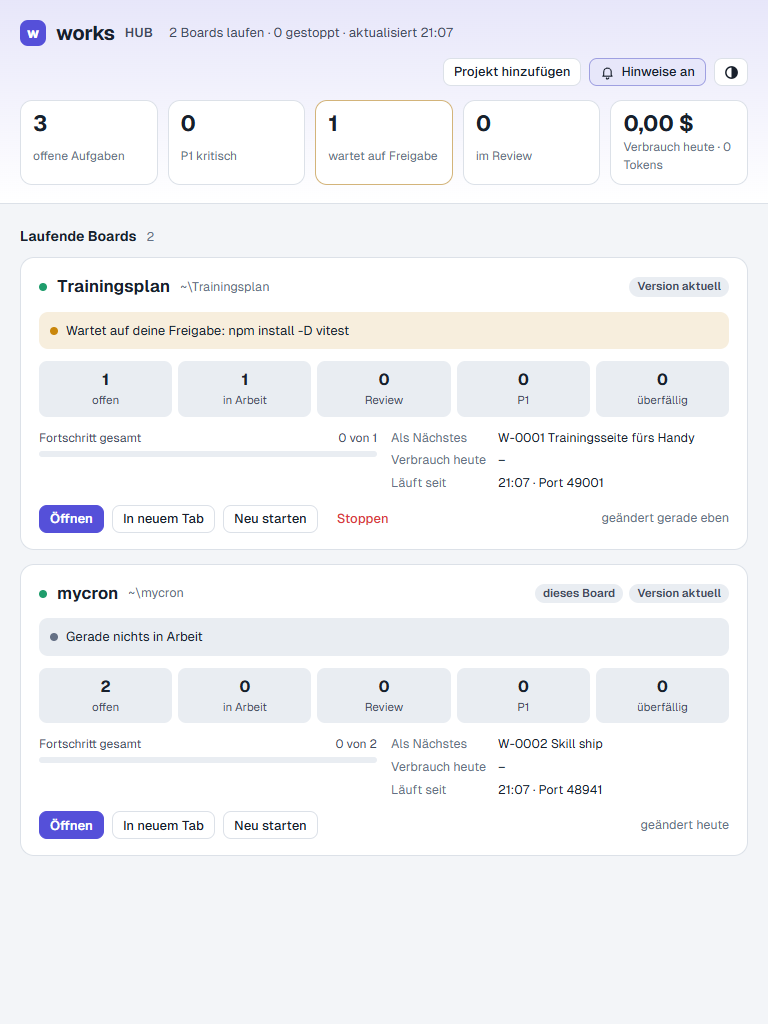 w works HUB 2 Boards laufen · 0 gestoppt · aktualisiert 21:07
Projekt hinzufügen Hinweise an
3
offene Aufgaben
0
P1 kritisch
1
wartet auf Freigabe
0
im Review
0,00 $
Verbrauch heute · 0
Tokens
Laufende Boards 2
Trainingsplan ~\Trainingsplan Version aktuell
Wartet auf deine Freigabe: npm install -D vitest
1
offen
1
in Arbeit
0
Review
0
P1
0
überfällig
Fortschritt gesamt 0 von 1
Als Nächstes W-0001 Trainingsseite fürs Handy
Verbrauch heute –
Läuft seit 21:07 · Port 49001
Öffnen In neuem Tab Neu starten Stoppen geändert gerade eben
mycron ~\mycron dieses Board Version aktuell
Gerade nichts in Arbeit
2
offen
0
in Arbeit
0
Review
0
P1
0
überfällig
Fortschritt gesamt 0 von 2
Als Nächstes W-0002 Skill ship
Verbrauch heute –
Läuft seit 21:07 · Port 48941
Öffnen In neuem Tab Neu starten geändert heute